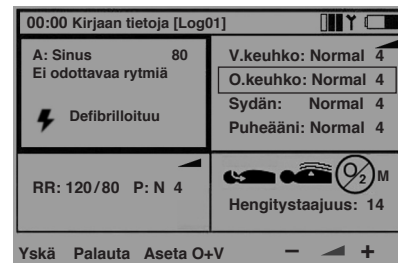 00:00 Kirjaan tietoja [Log01]
A: Sinus 80
Ei odottavaa rytmiä
Defibrilloituu
V.keuhko: Normal 4
O.keuhko: Normal 4
Sydän: Normal 4
Puheääni: Normal 4
RR: 120/80 P: N 4
O2 M
Hengitystaajuus: 14
Yskä Palauta Aseta O+V − +